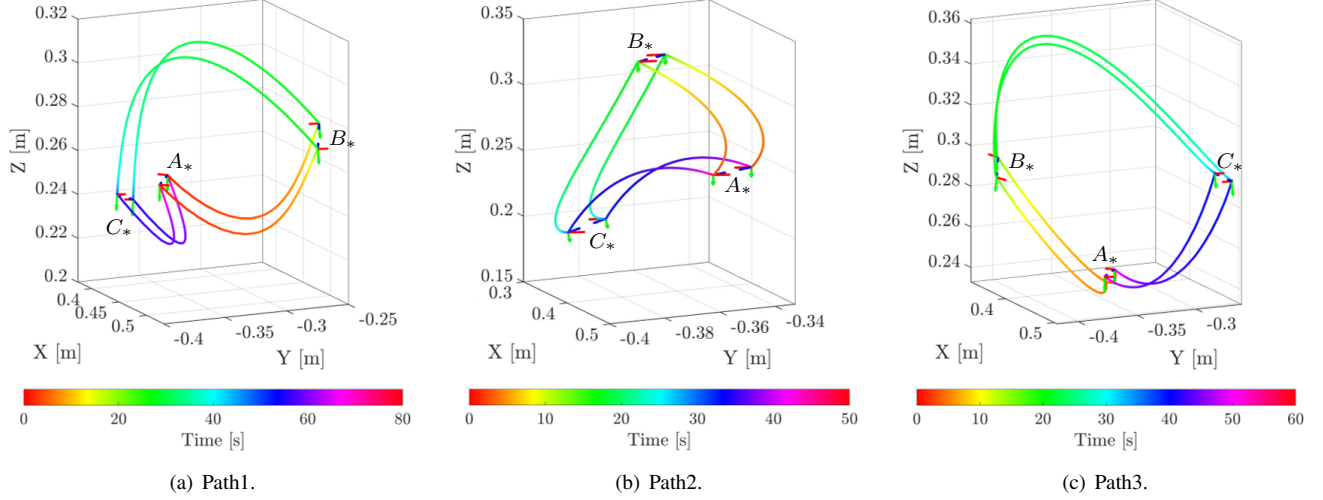 0.32
0.3
0.28
0.26
0.24
0.22
0.2
Z [m]
A*
B*
C*
0.4
0.45
0.5
X [m]
-0.4
-0.35
-0.3
-0.25
Y [m]
0 20 40 60 80
Time [s]
(a) Path1.
0.35
0.3
0.25
0.2
0.15
Z [m]
B*
A*
C*
0.3
0.4
0.5
X [m]
-0.4
-0.38
-0.36
-0.34
Y [m]
0 10 20 30 40 50
Time [s]
(b) Path2.
0.36
0.34
0.32
0.3
0.28
0.26
0.24
Z [m]
B*
C*
A*
0.4
0.5
X [m]
-0.4
-0.35
-0.3
Y [m]
0 10 20 30 40 50 60
Time [s]
(c) Path3.